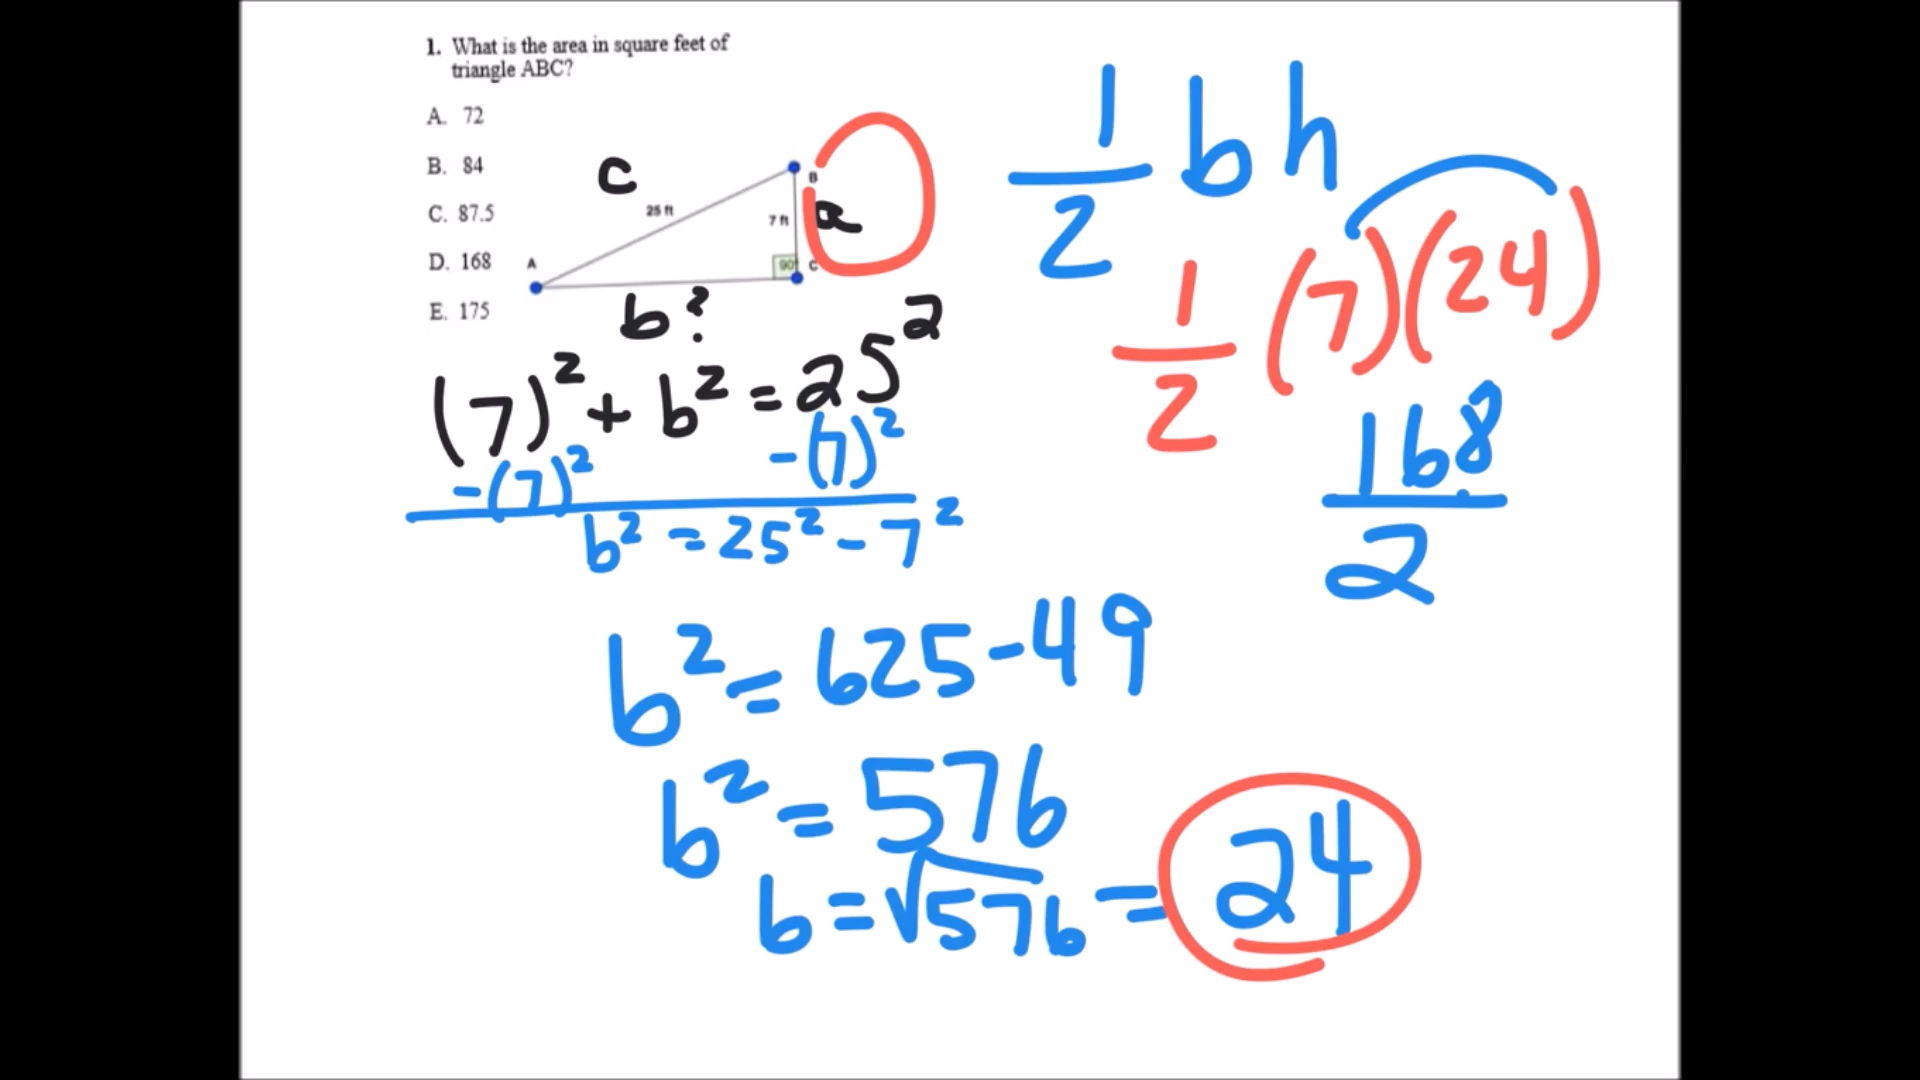 1. What is the area in square feet of
triangle ABC?
A. 72
B. 84
C. 87.5
D. 168
E. 175
c
25 ft
B
7 ft
a
A
90°
C
b?
(7)² + b² = 25²
-(7)² -(7)²
b² = 25² - 7²
b² = 625 - 49
b² = 576
b = √576 = 24
1/2 b h
1/2 (7)(24)
168/2